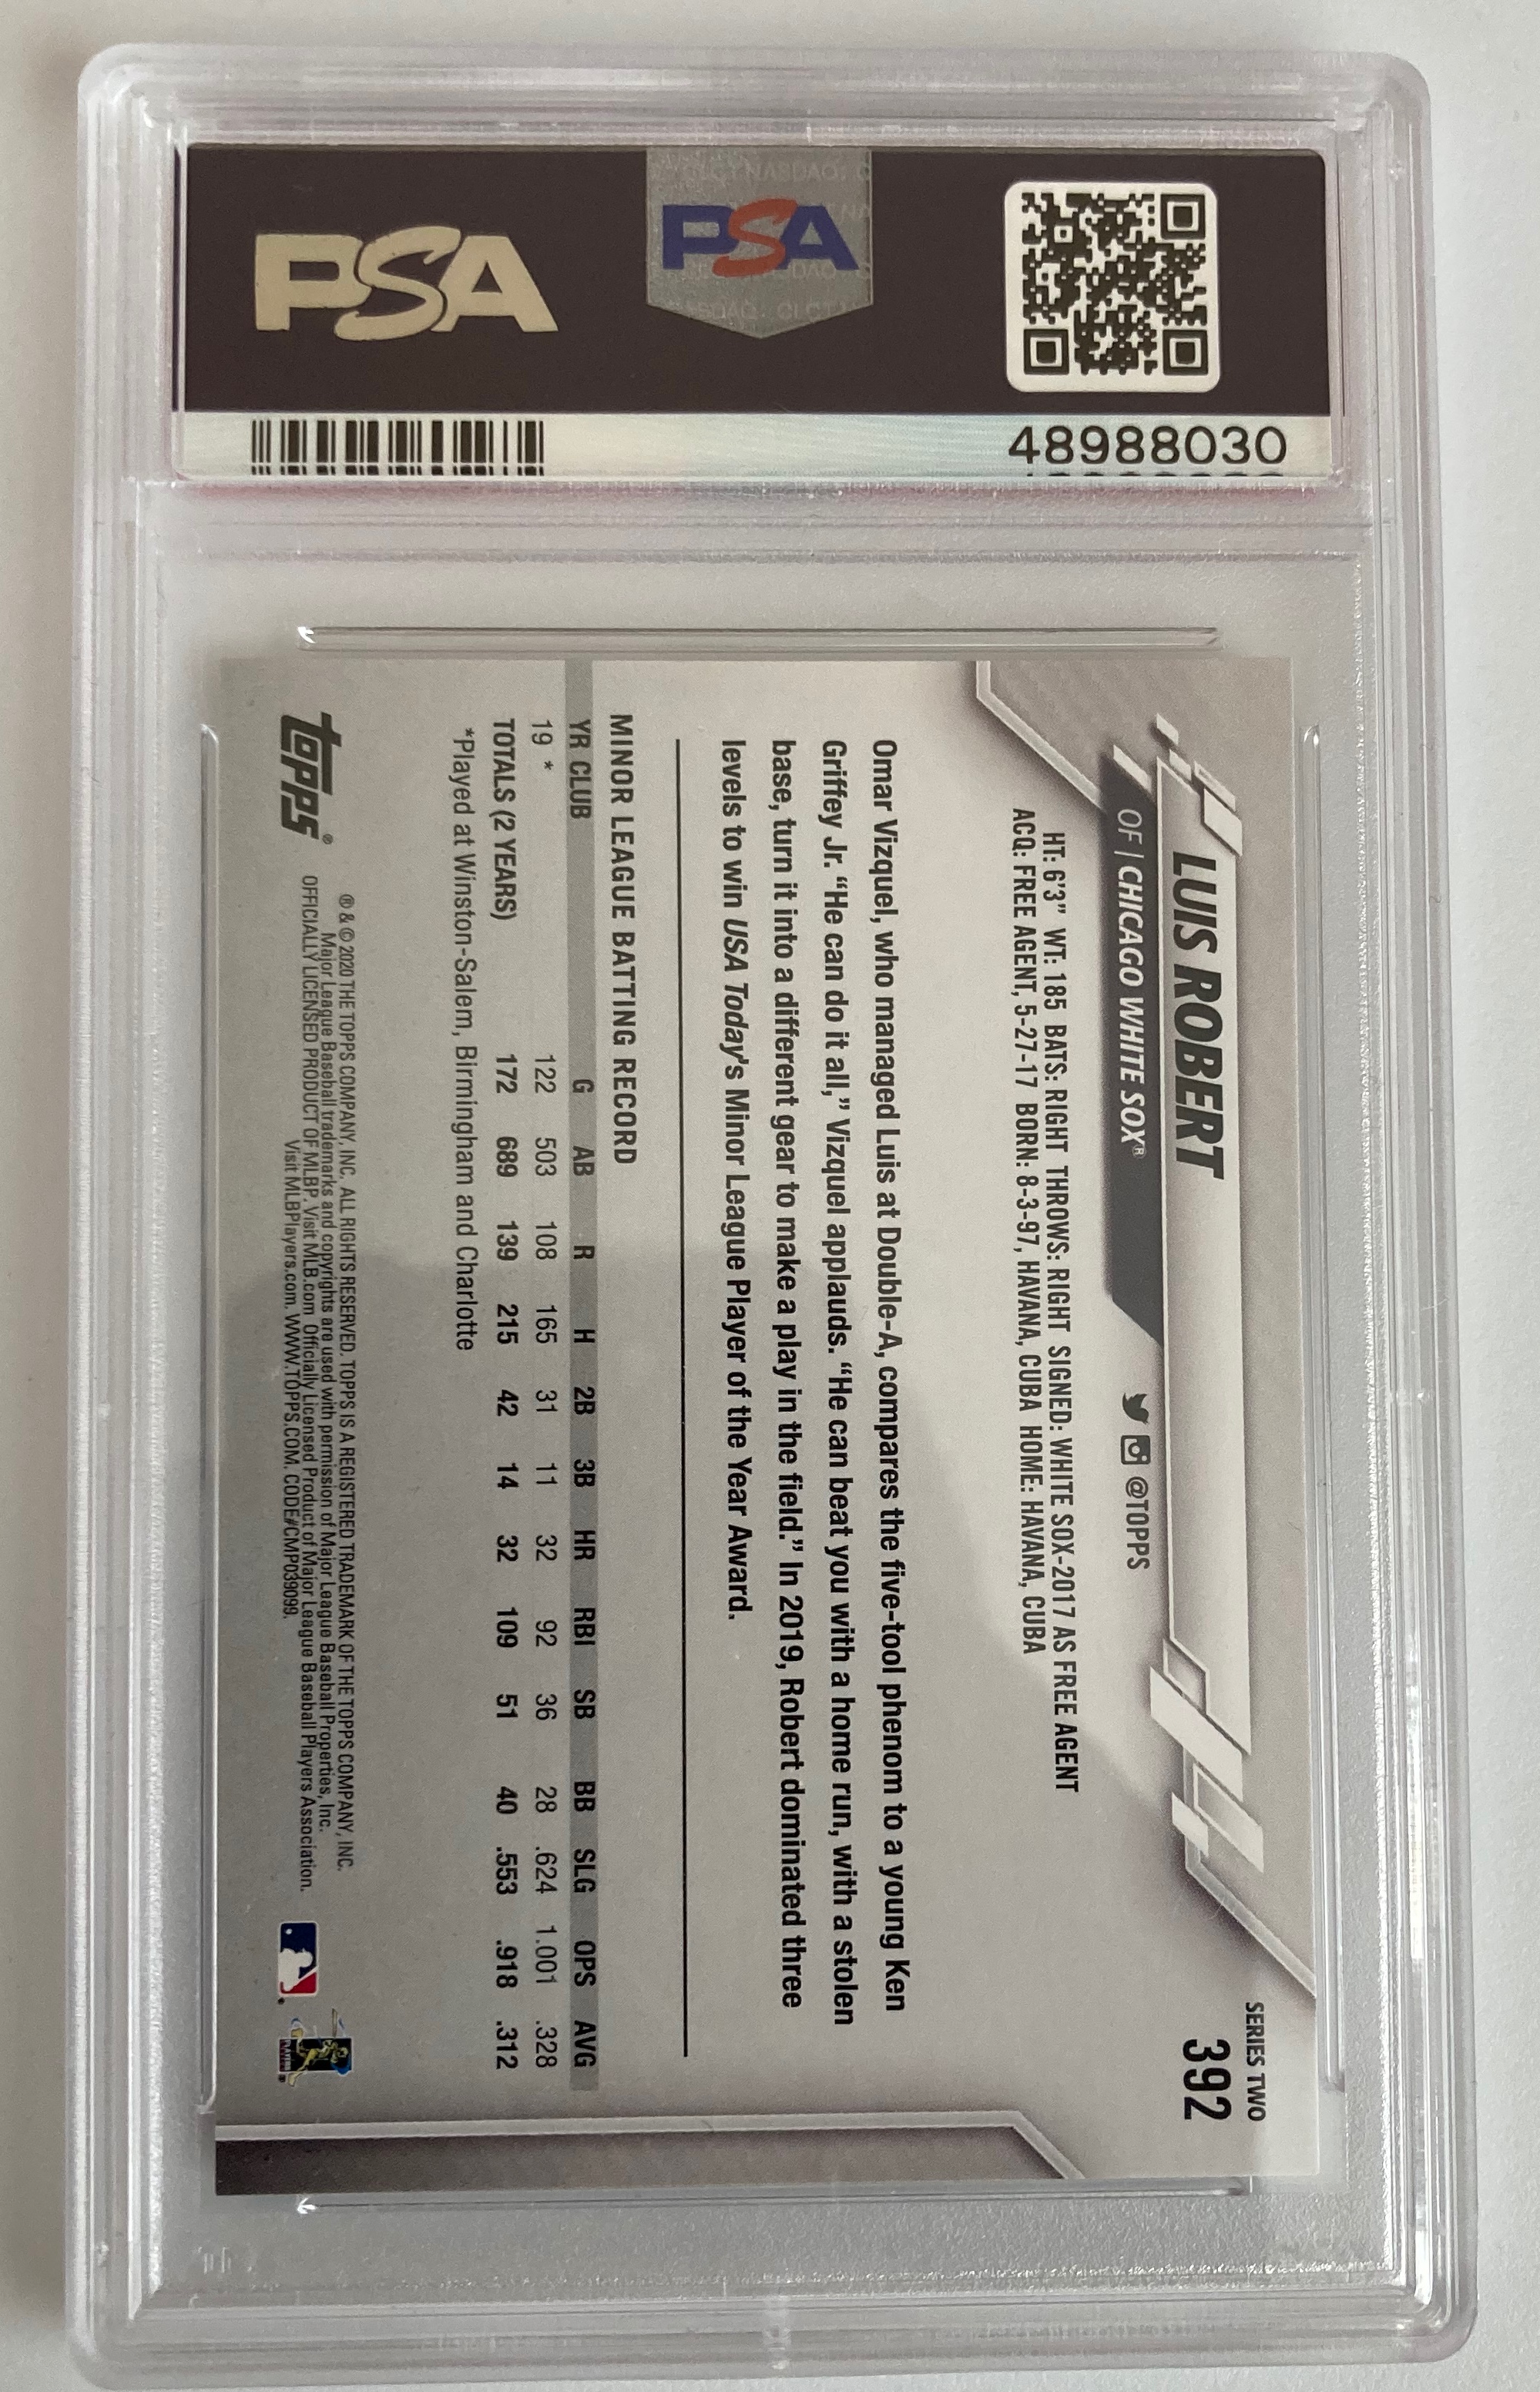 PSA
PSA
48988030
SERIES TWO
392
LUIS ROBERT
OF | CHICAGO WHITE SOX®
@TOPPS
HT: 6'3" WT: 185 BATS: RIGHT THROWS: RIGHT SIGNED: WHITE SOX-2017 AS FREE AGENT
ACQ: FREE AGENT, 5-27-17 BORN: 8-3-97, HAVANA, CUBA HOME: HAVANA, CUBA
Omar Vizquel, who managed Luis at Double-A, compares the five-tool phenom to a young Ken
Griffey Jr. “He can do it all,” Vizquel applauds. “He can beat you with a home run, with a stolen
base, turn it into a different gear to make a play in the field.” In 2019, Robert dominated three
levels to win USA Today's Minor League Player of the Year Award.
MINOR LEAGUE BATTING RECORD
YR CLUB G AB R H 2B 3B HR RBI SB BB SLG OPS AVG
19 * 122 503 108 165 31 11 32 92 36 28 .624 1.001 .328
TOTALS (2 YEARS) 172 689 139 215 42 14 32 109 51 40 .553 .918 .312
*Played at Winston-Salem, Birmingham and Charlotte
topps®
® & © 2020 THE TOPPS COMPANY, INC. ALL RIGHTS RESERVED. TOPPS IS A REGISTERED TRADEMARK OF THE TOPPS COMPANY, INC.
Major League Baseball trademarks and copyrights are used with permission of Major League Baseball Properties, Inc.
OFFICIALLY LICENSED PRODUCT OF MLBP. Visit MLB.com Officially Licensed Product of Major League Baseball Players Association.
Visit MLBPlayers.com. WWW.TOPPS.COM. CODE#CMP039099.